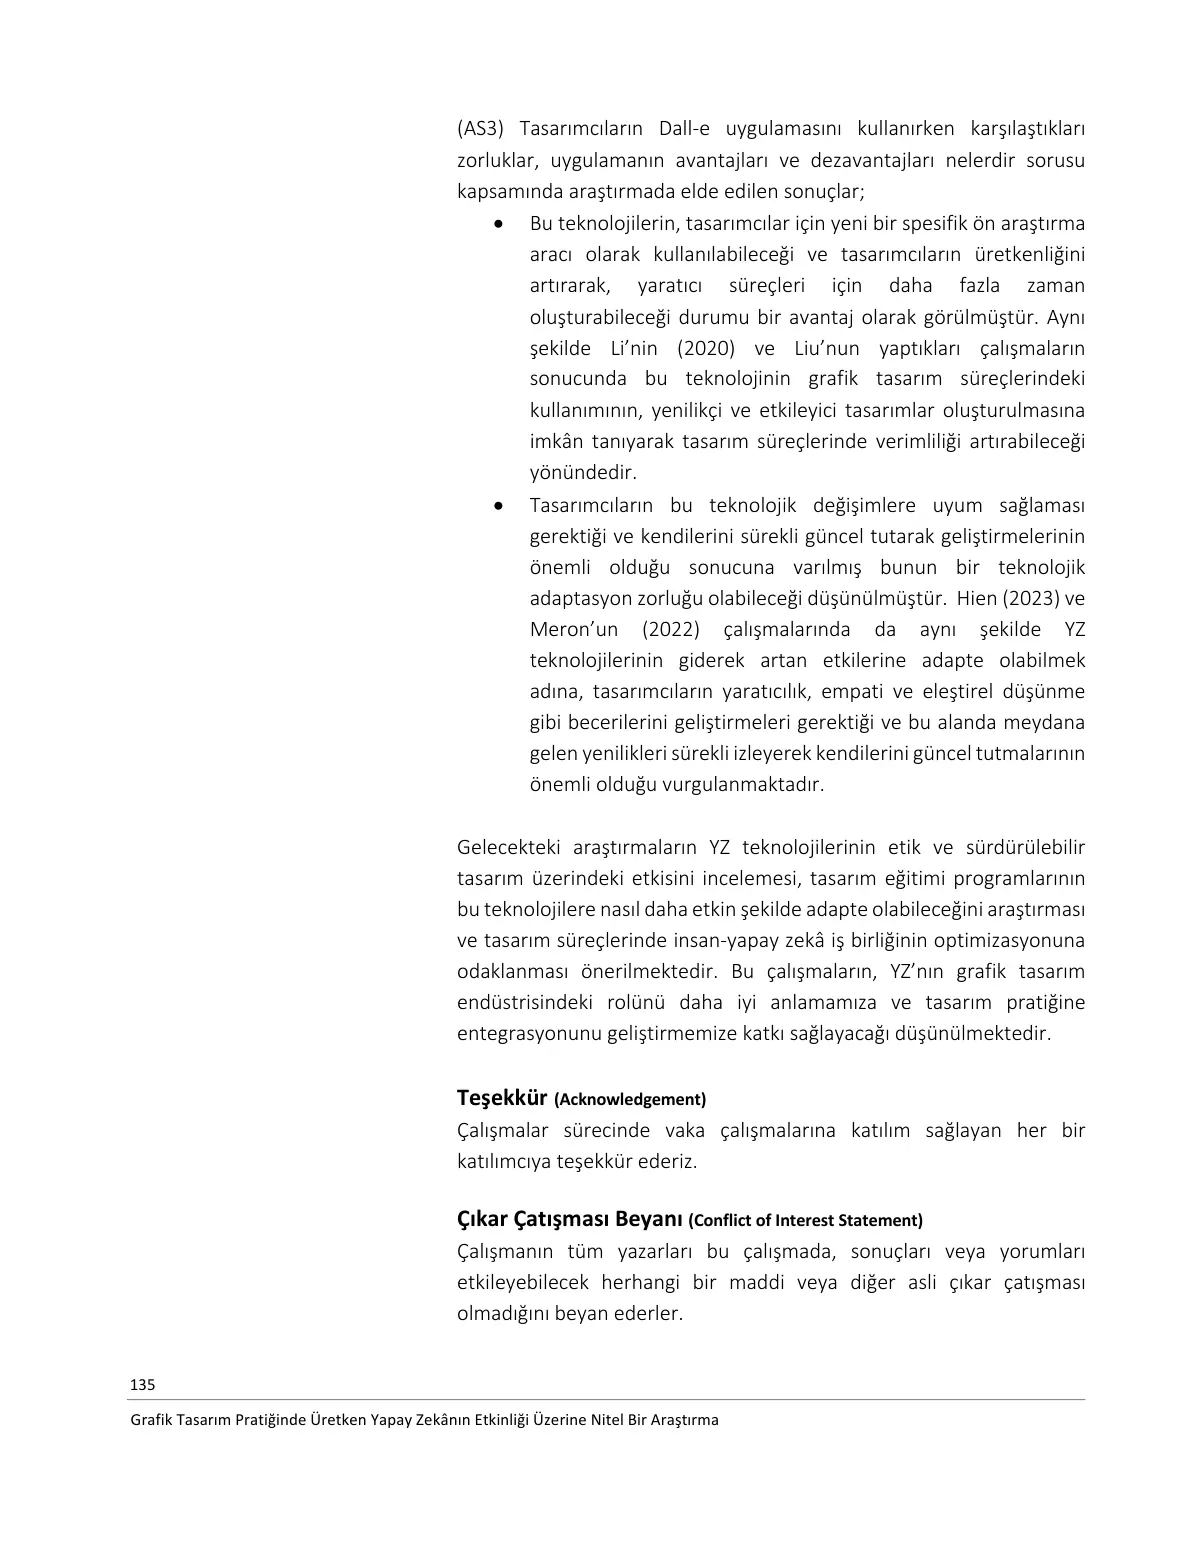 (AS3) Tasarımcıların Dall-e uygulamasını kullanırken karşılaştıkları
zorluklar, uygulamanın avantajları ve dezavantajları nelerdir sorusu
kapsamında araştırmada elde edilen sonuçlar;
• Bu teknolojilerin, tasarımcılar için yeni bir spesifik ön araştırma
aracı olarak kullanılabileceği ve tasarımcıların üretkenliğini
artırarak, yaratıcı süreçleri için daha fazla zaman
oluşturabileceği durumu bir avantaj olarak görülmüştür. Aynı
şekilde Li’nin (2020) ve Liu’nun yaptıkları çalışmaların
sonucunda bu teknolojinin grafik tasarım süreçlerindeki
kullanımının, yenilikçi ve etkileyici tasarımlar oluşturulmasına
imkân tanıyarak tasarım süreçlerinde verimliliği artırabileceği
yönündedir.
• Tasarımcıların bu teknolojik değişimlere uyum sağlaması
gerektiği ve kendilerini sürekli güncel tutarak geliştirmelerinin
önemli olduğu sonucuna varılmış bunun bir teknolojik
adaptasyon zorluğu olabileceği düşünülmüştür. Hien (2023) ve
Meron’un (2022) çalışmalarında da aynı şekilde YZ
teknolojilerinin giderek artan etkilerine adapte olabilmek
adına, tasarımcıların yaratıcılık, empati ve eleştirel düşünme
gibi becerilerini geliştirmeleri gerektiği ve bu alanda meydana
gelen yenilikleri sürekli izleyerek kendilerini güncel tutmalarının
önemli olduğu vurgulanmaktadır.
Gelecekteki araştırmaların YZ teknolojilerinin etik ve sürdürülebilir
tasarım üzerindeki etkisini incelemesi, tasarım eğitimi programlarının
bu teknolojilere nasıl daha etkin şekilde adapte olabileceğini araştırması
ve tasarım süreçlerinde insan-yapay zekâ iş birliğinin optimizasyonuna
odaklanması önerilmektedir. Bu çalışmaların, YZ’nın grafik tasarım
endüstrisindeki rolünü daha iyi anlamamıza ve tasarım pratiğine
entegrasyonunu geliştirmemize katkı sağlayacağı düşünülmektedir.
Teşekkür (Acknowledgement)
Çalışmalar sürecinde vaka çalışmalarına katılım sağlayan her bir
katılımcıya teşekkür ederiz.
Çıkar Çatışması Beyanı (Conflict of Interest Statement)
Çalışmanın tüm yazarları bu çalışmada, sonuçları veya yorumları
etkileyebilecek herhangi bir maddi veya diğer asli çıkar çatışması
olmadığını beyan ederler.
135
Grafik Tasarım Pratiğinde Üretken Yapay Zekânın Etkinliği Üzerine Nitel Bir Araştırma